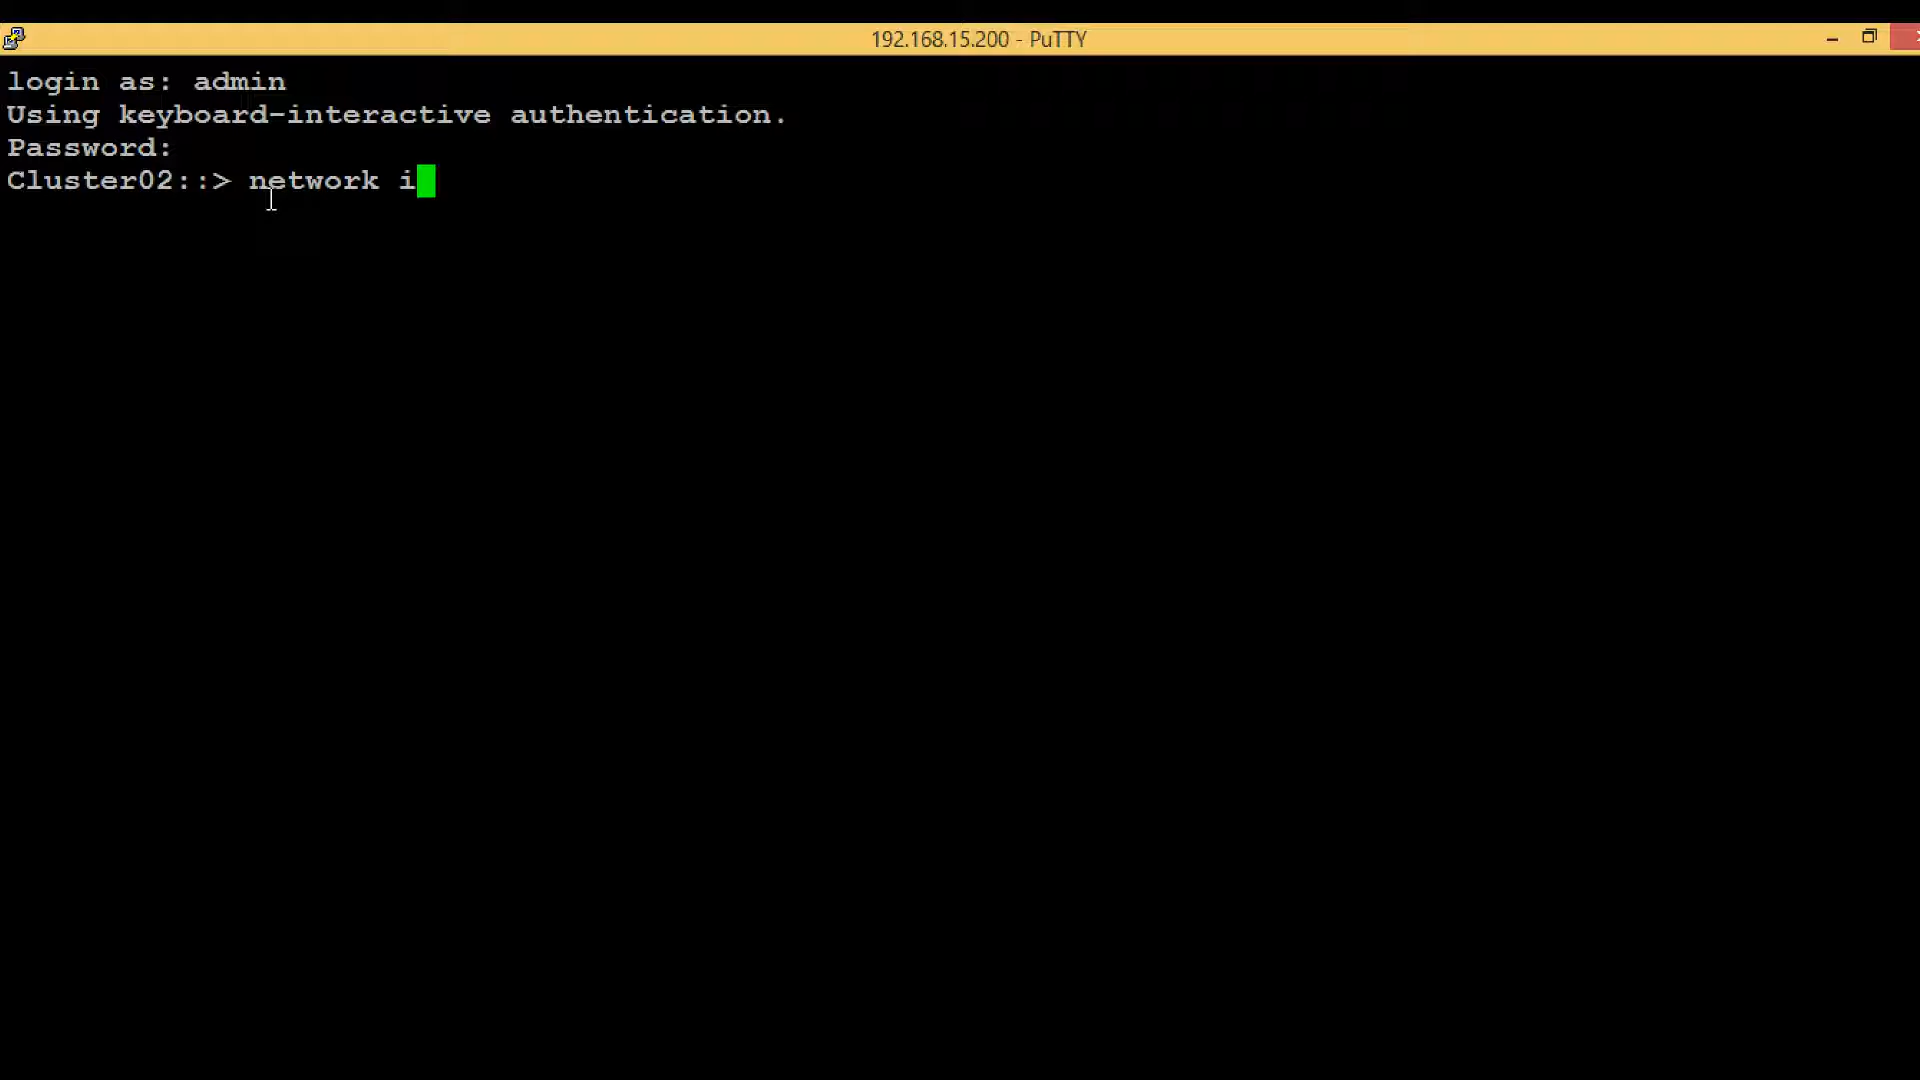 192.168.15.200 - PuTTY
login as: admin
Using keyboard-interactive authentication.
Password:
Cluster02::> network i